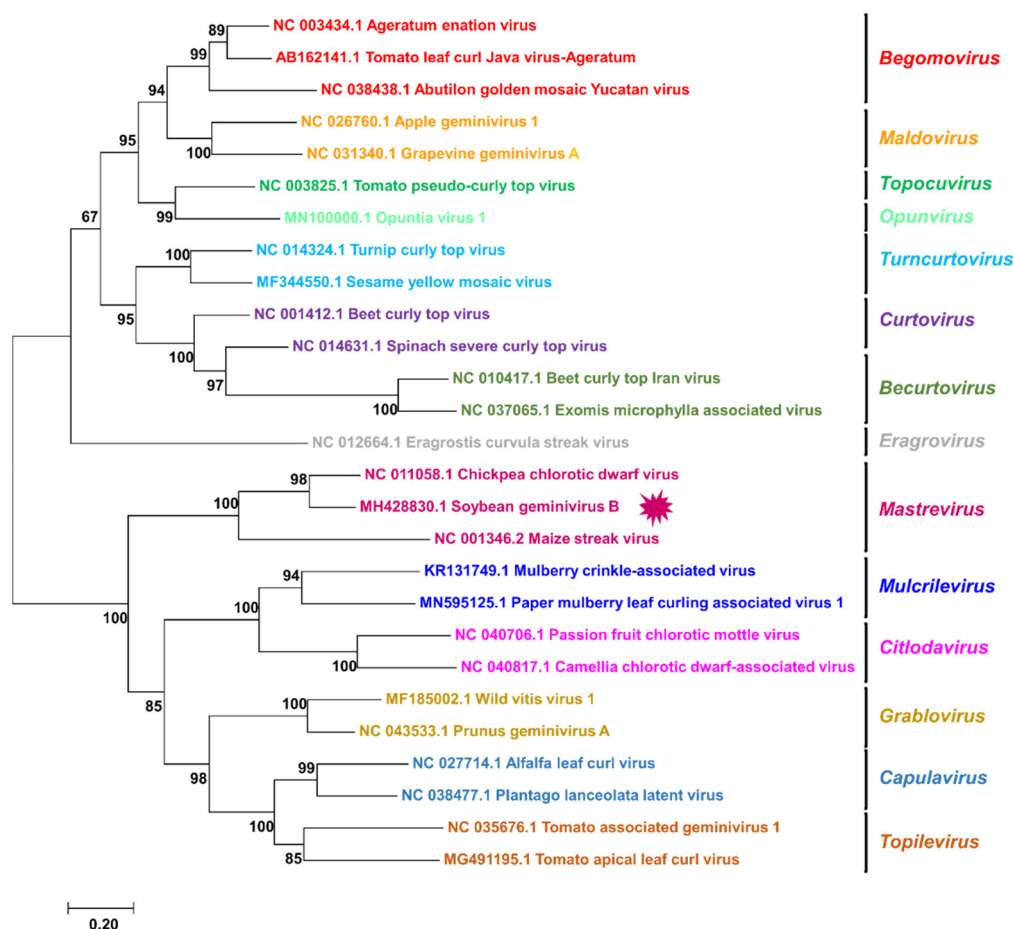 89
NC 003434.1 Ageratum enation virus
99
AB162141.1 Tomato leaf curl Java virus-Ageratum
Begomovirus
94
NC 038438.1 Abutilon golden mosaic Yucatan virus
95
NC 026760.1 Apple geminivirus 1
Maldovirus
100
NC 031340.1 Grapevine geminivirus A
NC 003825.1 Tomato pseudo-curly top virus
Topocuvirus
67
99
MN100000.1 Opuntia virus 1
Opunvirus
100
NC 014324.1 Turnip curly top virus
Turncurtovirus
MF344550.1 Sesame yellow mosaic virus
95
NC 001412.1 Beet curly top virus
Curtovirus
100
NC 014631.1 Spinach severe curly top virus
97
NC 010417.1 Beet curly top Iran virus
Becurtovirus
100
NC 037065.1 Exomis microphylla associated virus
NC 012664.1 Eragrostis curvula streak virus
Eragrovirus
98
NC 011058.1 Chickpea chlorotic dwarf virus
100
MH428830.1 Soybean geminivirus B
Mastrevirus
NC 001346.2 Maize streak virus
94
KR131749.1 Mulberry crinkle-associated virus
Mulcrilevirus
100
100
MN595125.1 Paper mulberry leaf curling associated virus 1
NC 040706.1 Passion fruit chlorotic mottle virus
Citlodavirus
100
NC 040817.1 Camellia chlorotic dwarf-associated virus
85
100
MF185002.1 Wild vitis virus 1
Grablovirus
NC 043533.1 Prunus geminivirus A
98
99
NC 027714.1 Alfalfa leaf curl virus
Capulavirus
NC 038477.1 Plantago lanceolata latent virus
100
NC 035676.1 Tomato associated geminivirus 1
Topilevirus
85
MG491195.1 Tomato apical leaf curl virus
0.20